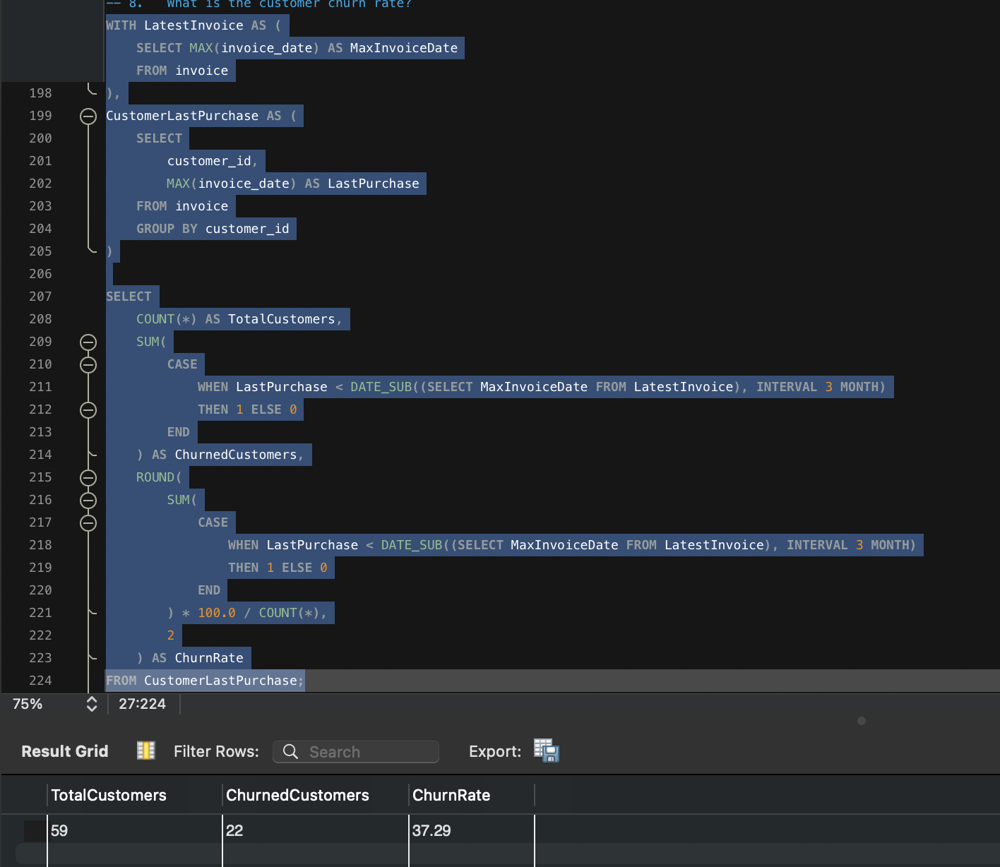 -- 8.   What is the customer churn rate?
WITH LatestInvoice AS (
    SELECT MAX(invoice_date) AS MaxInvoiceDate
    FROM invoice
198 ),
199 CustomerLastPurchase AS (
200     SELECT
201         customer_id,
202         MAX(invoice_date) AS LastPurchase
203     FROM invoice
204     GROUP BY customer_id
205 )
206
207 SELECT
208     COUNT(*) AS TotalCustomers,
209     SUM(
210         CASE
211             WHEN LastPurchase < DATE_SUB((SELECT MaxInvoiceDate FROM LatestInvoice), INTERVAL 3 MONTH)
212             THEN 1 ELSE 0
213         END
214     ) AS ChurnedCustomers,
215     ROUND(
216         SUM(
217             CASE
218                 WHEN LastPurchase < DATE_SUB((SELECT MaxInvoiceDate FROM LatestInvoice), INTERVAL 3 MONTH)
219                 THEN 1 ELSE 0
220             END
221         ) * 100.0 / COUNT(*),
222         2
223     ) AS ChurnRate
224 FROM CustomerLastPurchase;
75% 27:224
Result Grid Filter Rows: Search Export:
TotalCustomers ChurnedCustomers ChurnRate
59 22 37.29